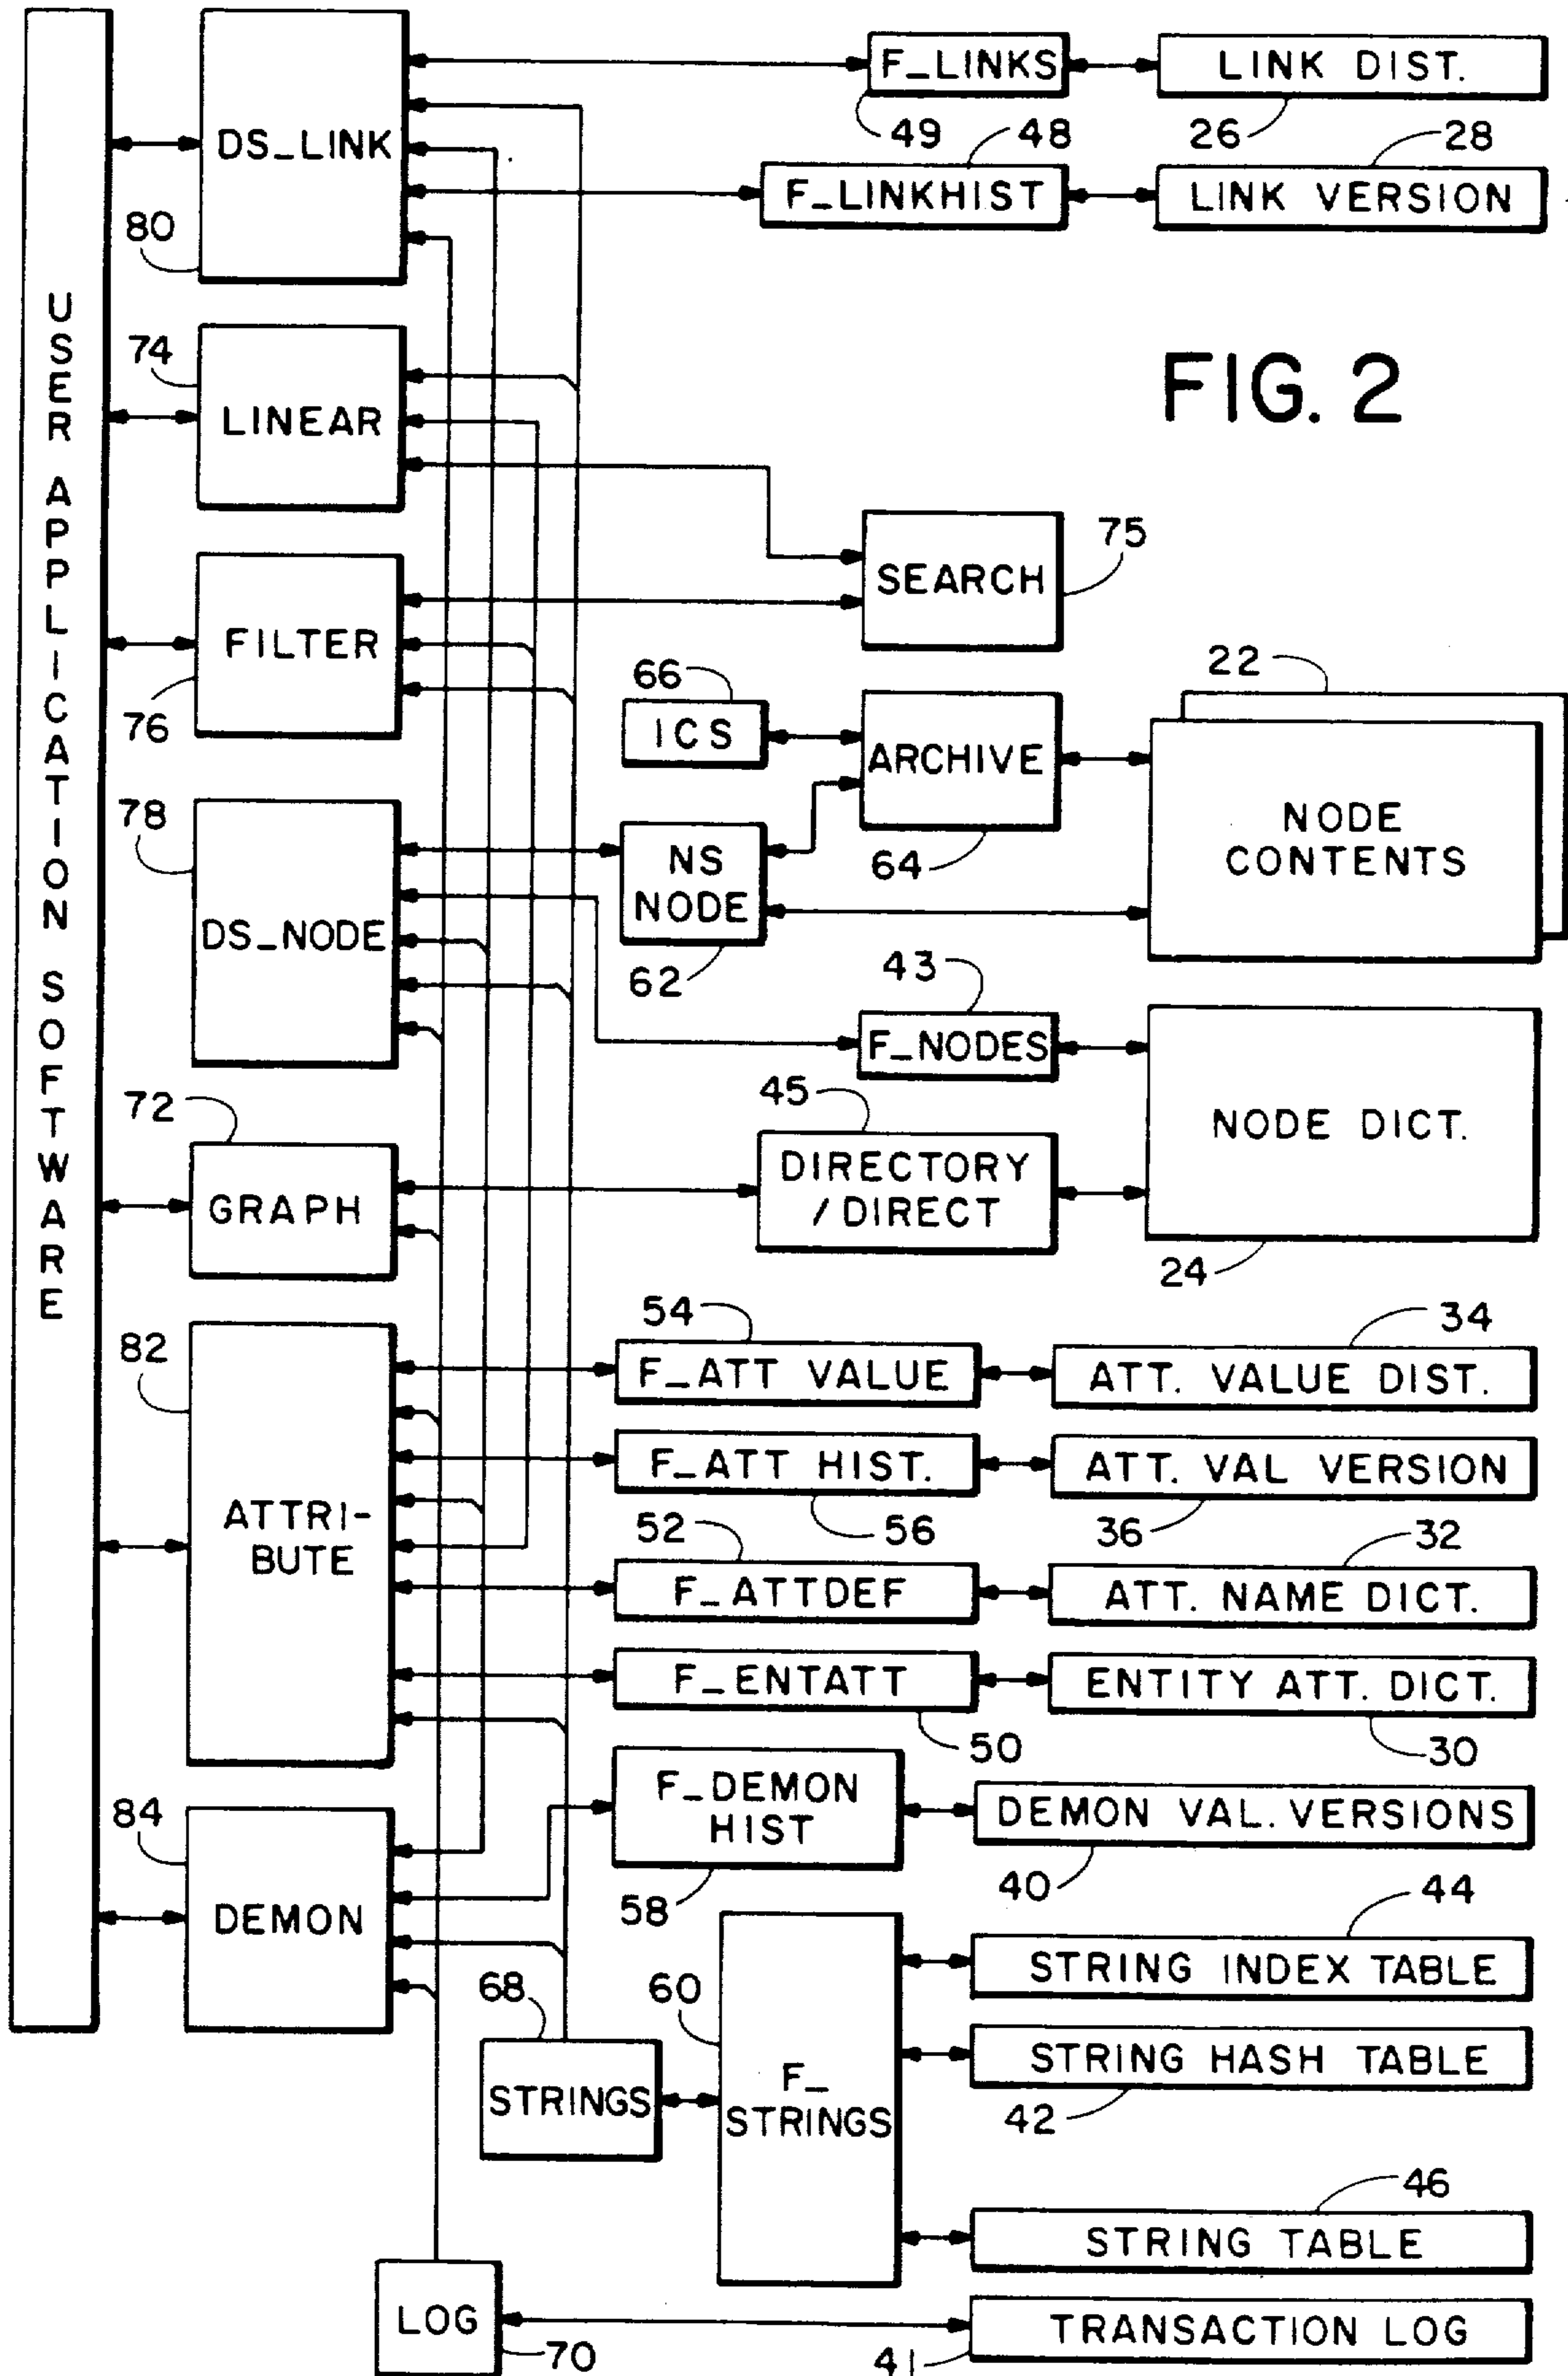 USER APPLICATION SOFTWARE
DS_LINK
80
F_LINKS
49
LINK DIST.
26
48
28
F_LINKHIST
LINK VERSION
74
LINEAR
FIG. 2
75
SEARCH
FILTER
76
66
ICS
ARCHIVE
64
22
NODE
CONTENTS
78
DS_NODE
NS
NODE
62
43
F_NODES
45
DIRECTORY
/DIRECT
NODE DICT.
24
72
GRAPH
54
34
F_ATT VALUE
ATT. VALUE DIST.
82
ATTRI-
BUTE
F_ATT HIST.
56
ATT. VAL VERSION
36
52
32
F_ATTDEF
ATT. NAME DICT.
F_ENTATT
50
ENTITY ATT. DICT.
30
F_DEMON
HIST
58
DEMON VAL. VERSIONS
40
84
DEMON
44
STRING INDEX TABLE
68
STRINGS
60
F_
STRINGS
STRING HASH TABLE
42
46
STRING TABLE
LOG
70
TRANSACTION LOG
41